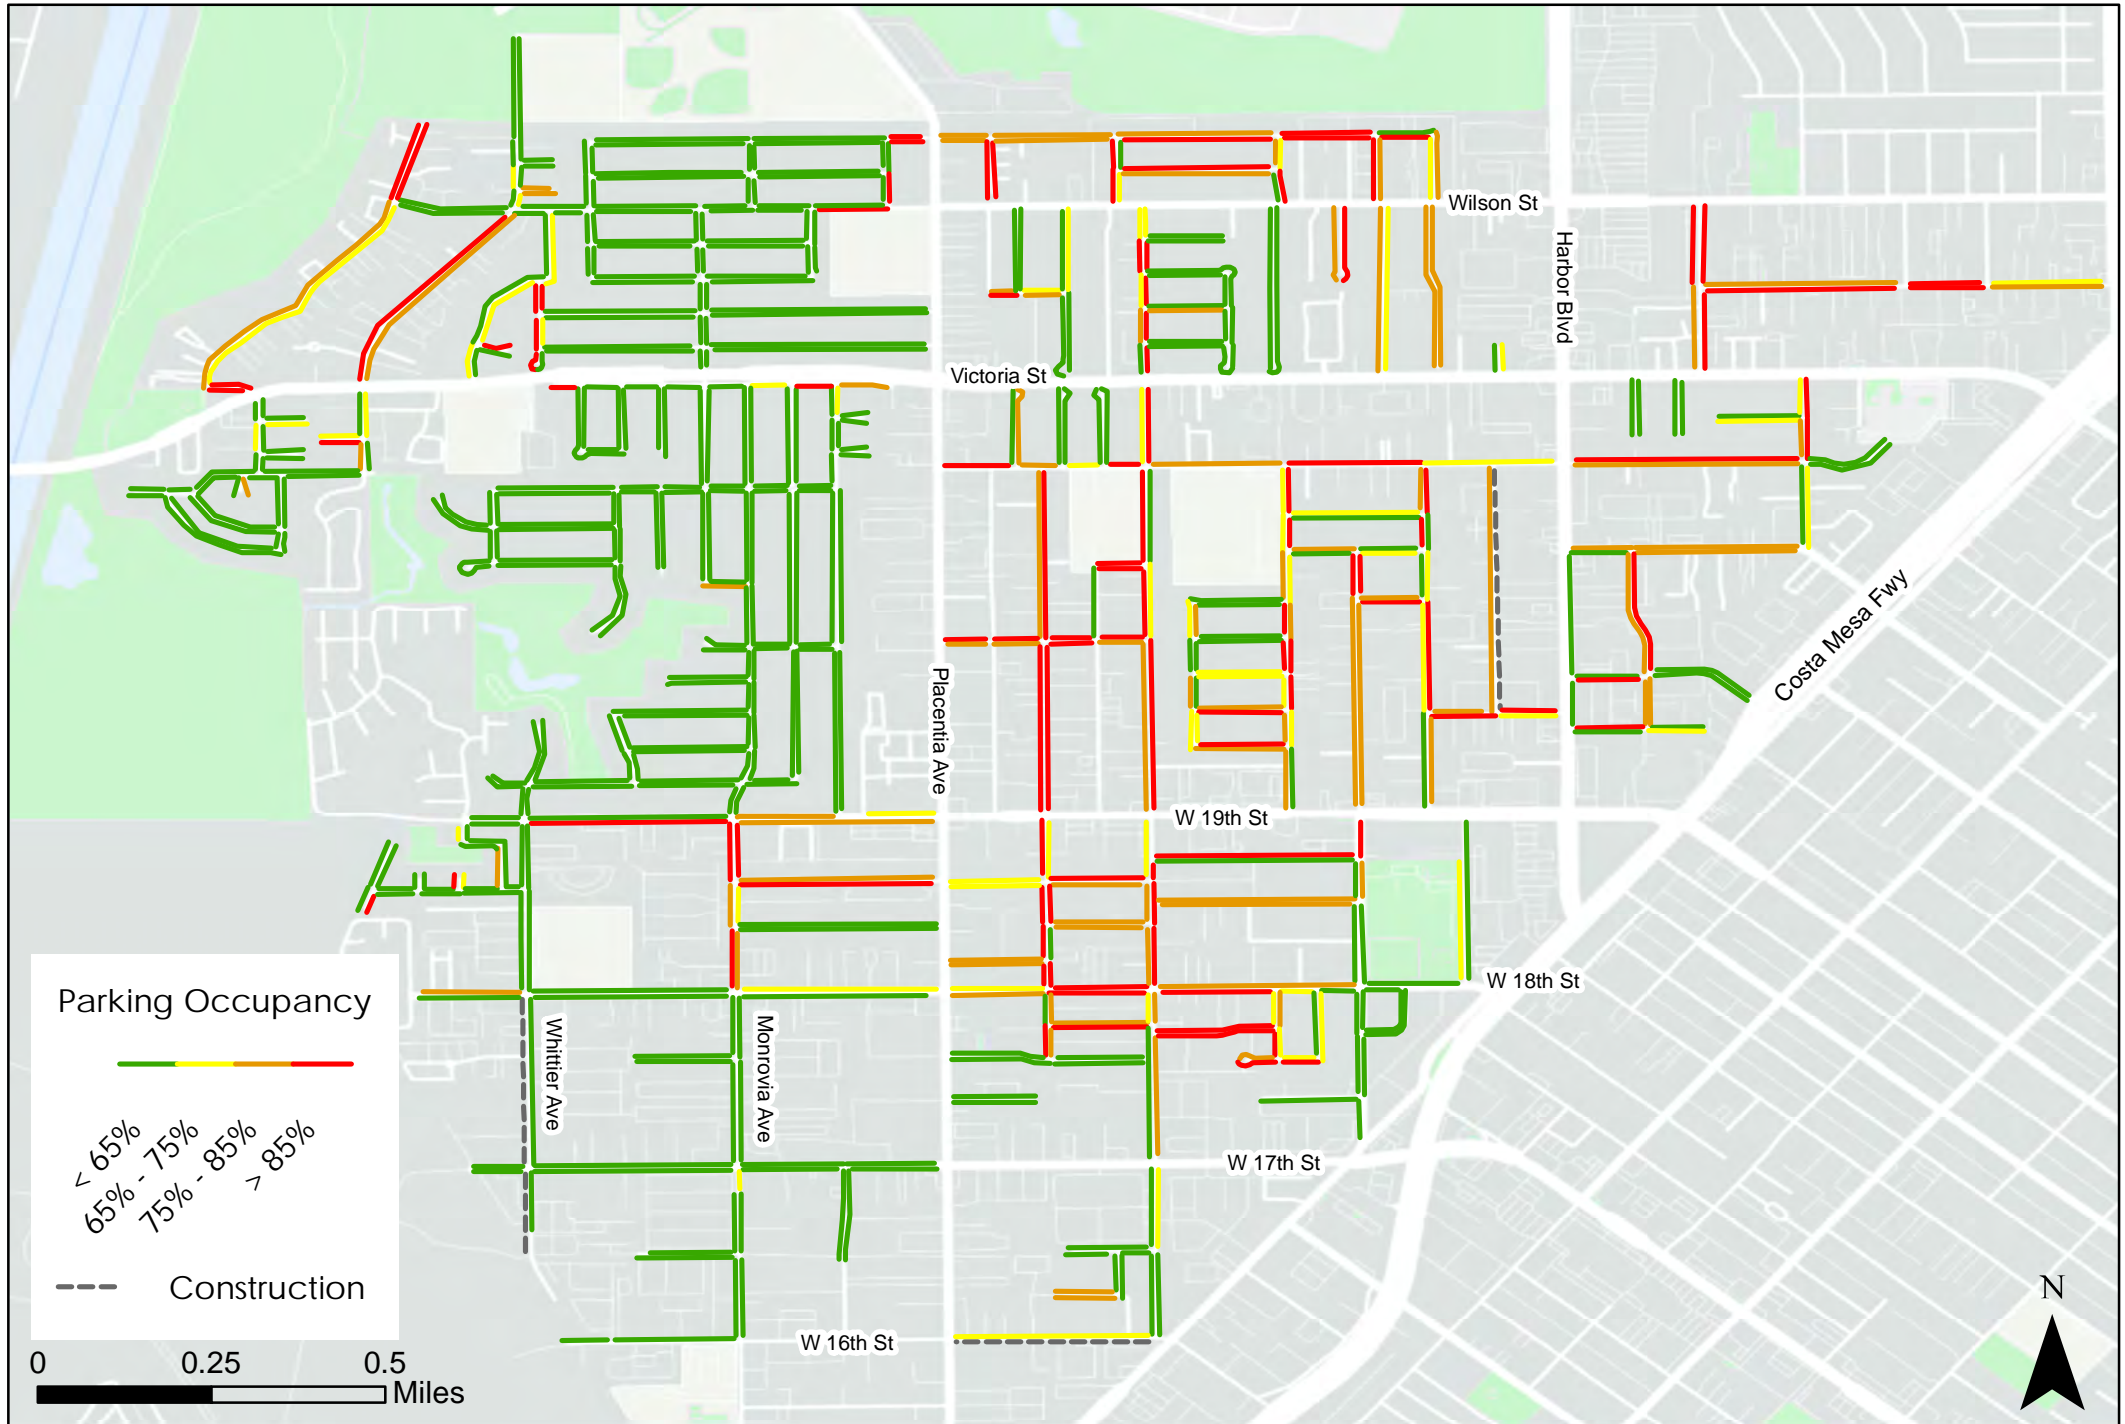 Wilson St
Harbor Blvd
Victoria St
Costa Mesa Fwy
Placentia Ave
W 19th St
W 18th St
Parking Occupancy
< 65%
65% - 75%
75% - 85%
> 85%
Construction
Whittier Ave
Monrovia Ave
W 17th St
W 16th St
N
0 0.25 0.5
Miles